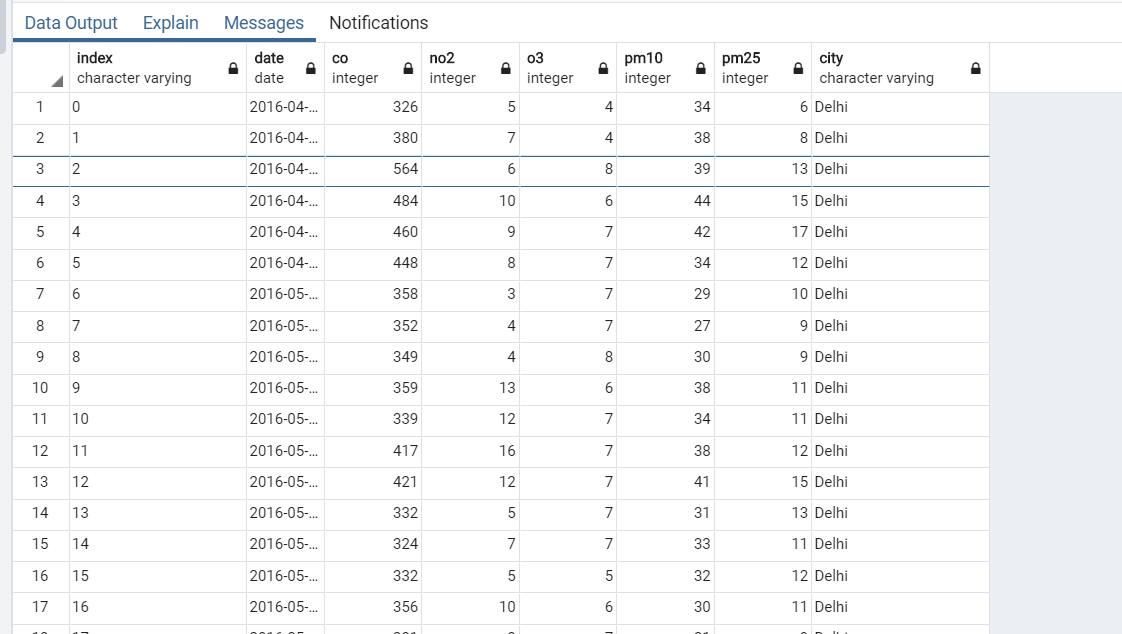 Data Output Explain Messages Notifications
index date co no2 o3 pm10 pm25 city
character varying date integer integer integer integer integer character varying
1 0 2016-04-... 326 5 4 34 6 Delhi
2 1 2016-04-... 380 7 4 38 8 Delhi
3 2 2016-04-... 564 6 8 39 13 Delhi
4 3 2016-04-... 484 10 6 44 15 Delhi
5 4 2016-04-... 460 9 7 42 17 Delhi
6 5 2016-04-... 448 8 7 34 12 Delhi
7 6 2016-05-... 358 3 7 29 10 Delhi
8 7 2016-05-... 352 4 7 27 9 Delhi
9 8 2016-05-... 349 4 8 30 9 Delhi
10 9 2016-05-... 359 13 6 38 11 Delhi
11 10 2016-05-... 339 12 7 34 11 Delhi
12 11 2016-05-... 417 16 7 38 12 Delhi
13 12 2016-05-... 421 12 7 41 15 Delhi
14 13 2016-05-... 332 5 7 31 13 Delhi
15 14 2016-05-... 324 7 7 33 11 Delhi
16 15 2016-05-... 332 5 5 32 12 Delhi
17 16 2016-05-... 356 10 6 30 11 Delhi